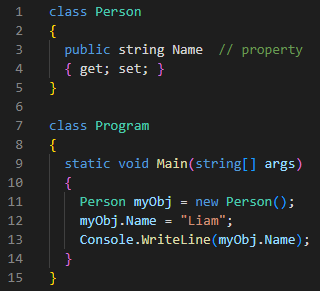 1 class Person
2 {
3   public string Name  // property
4   { get; set; }
5 }
6
7 class Program
8 {
9   static void Main(string[] args)
10   {
11     Person myObj = new Person();
12     myObj.Name = "Liam";
13     Console.WriteLine(myObj.Name);
14   }
15 }